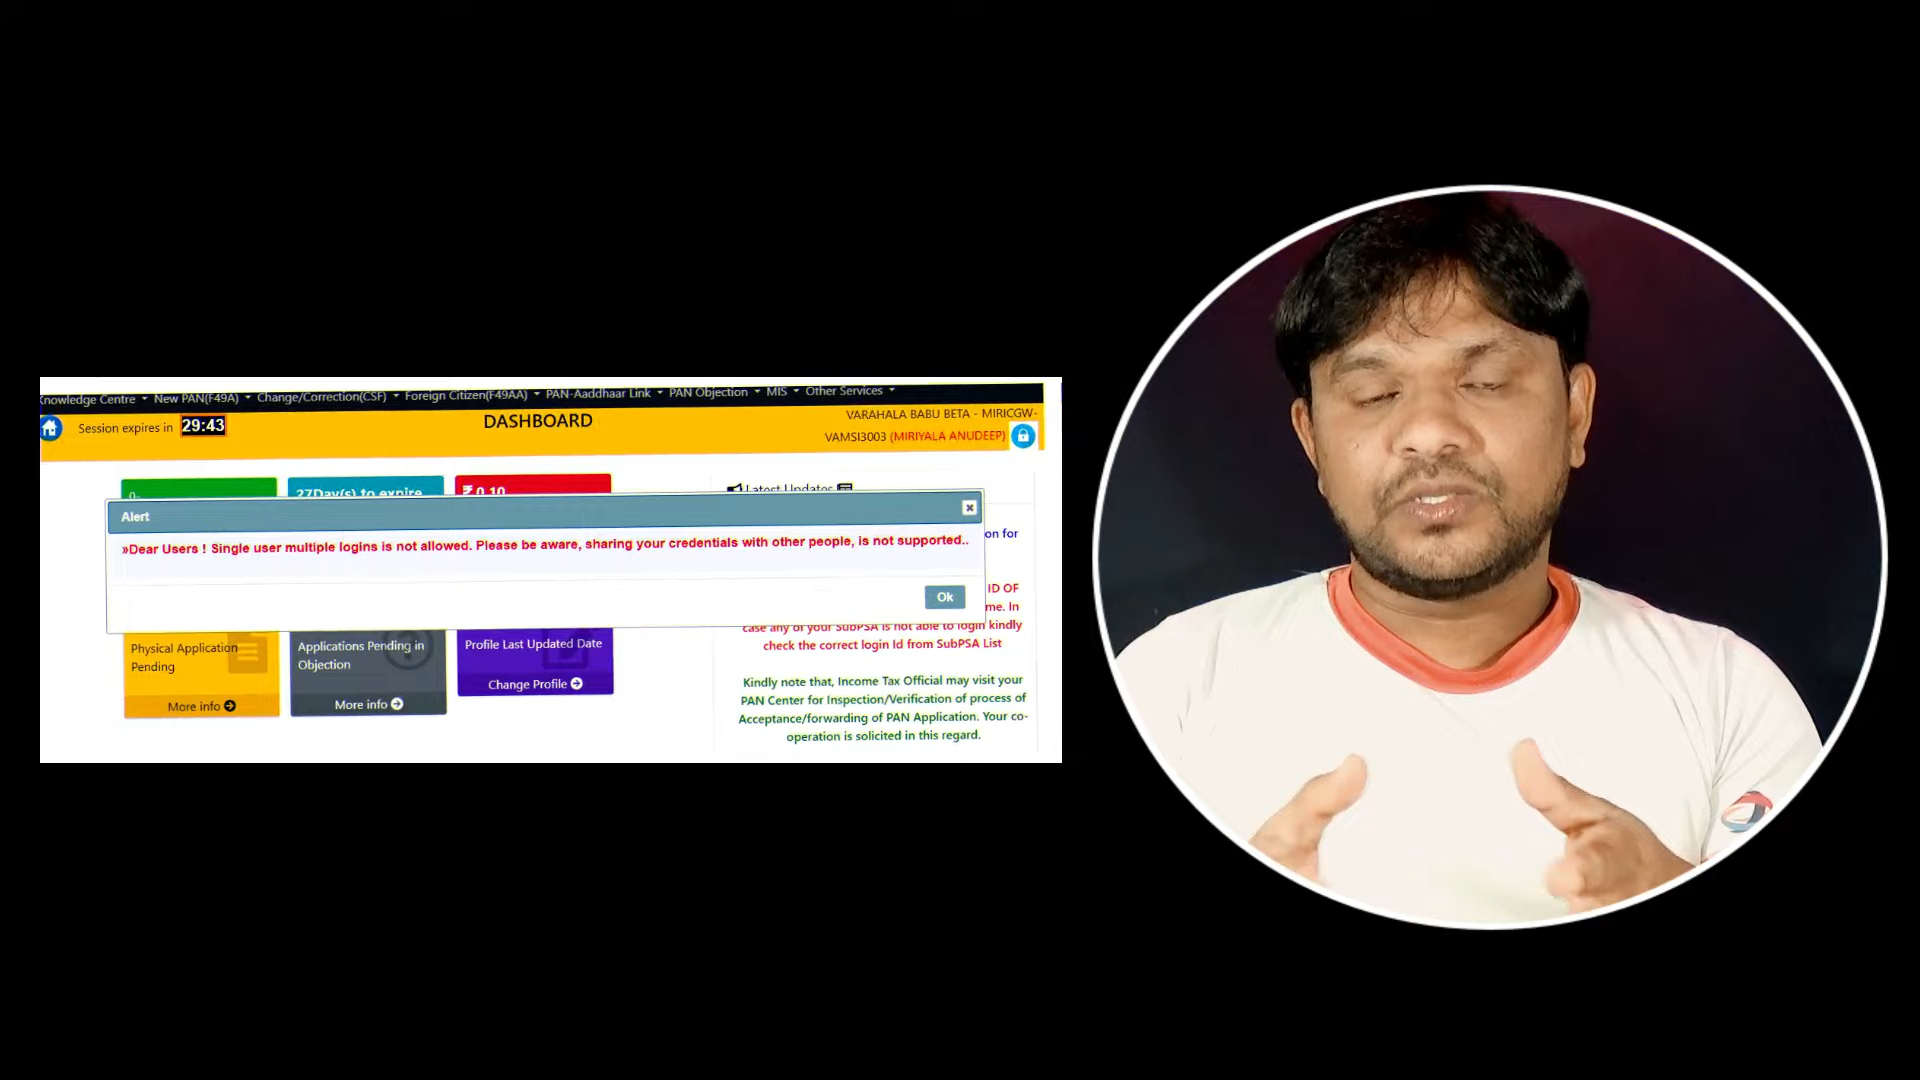 Knowledge Centre New PAN(F49A) Change/Correction(CSF) Foreign Citizen(F49AA) PAN-Aaddhaar Link PAN Objection MIS Other Services
Session expires in 29:43
DASHBOARD
VARAHALA BABU BETA - MIRICGW-
VAMSI3003 (MIRIYALA ANUDEEP)
27Day(s) to expire
₹ 0.10
Latest Updates
Alert
»Dear Users ! Single user multiple logins is not allowed. Please be aware, sharing your credentials with other people, is not supported..
on for
Ok
ID OF
me. In
case any of your SubPSA is not able to login kindly
check the correct login Id from SubPSA List
Physical Application
Pending
More info
Applications Pending in
Objection
More info
Profile Last Updated Date
Change Profile
Kindly note that, Income Tax Official may visit your
PAN Center for Inspection/Verification of process of
Acceptance/forwarding of PAN Application. Your co-
operation is solicited in this regard.